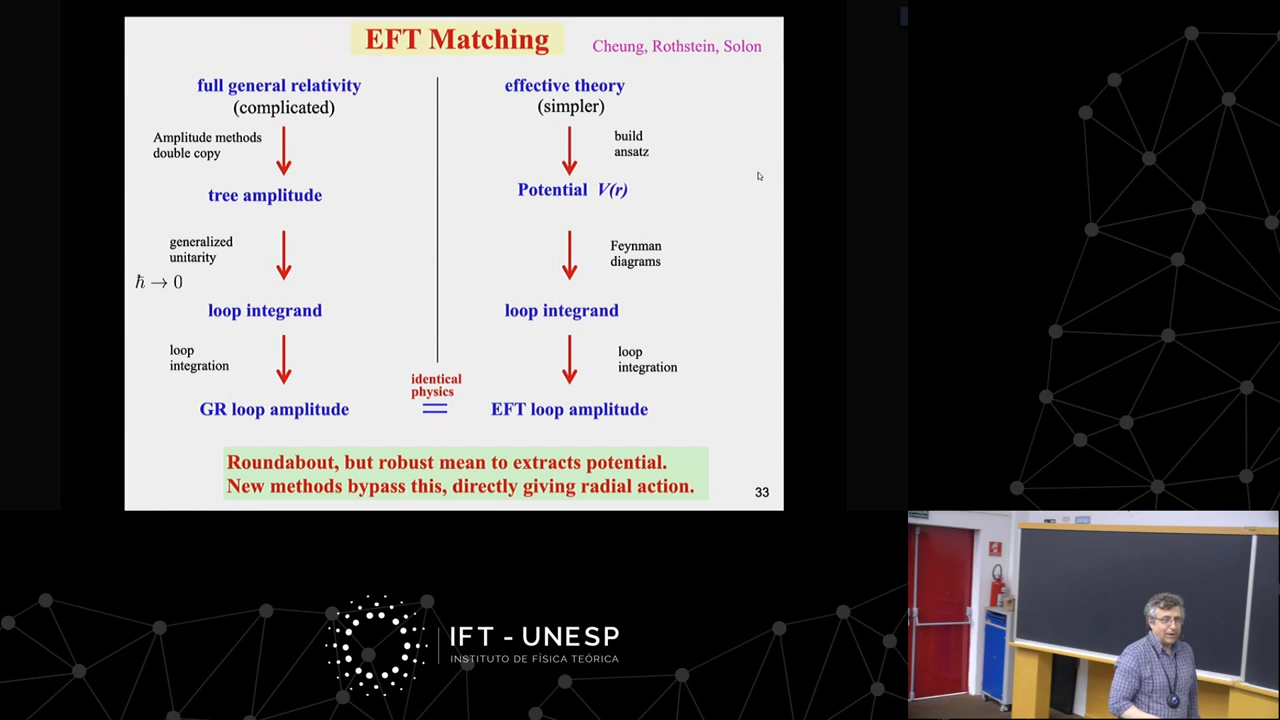 EFT Matching
Cheung, Rothstein, Solon
full general relativity
(complicated)
Amplitude methods
double copy
tree amplitude
generalized
unitarity
ħ → 0
loop integrand
loop
integration
GR loop amplitude
identical
physics
=
effective theory
(simpler)
build
ansatz
Potential V(r)
Feynman
diagrams
loop integrand
loop
integration
EFT loop amplitude
Roundabout, but robust mean to extracts potential.
New methods bypass this, directly giving radial action.
33
IFT - UNESP
INSTITUTO DE FÍSICA TEÓRICA